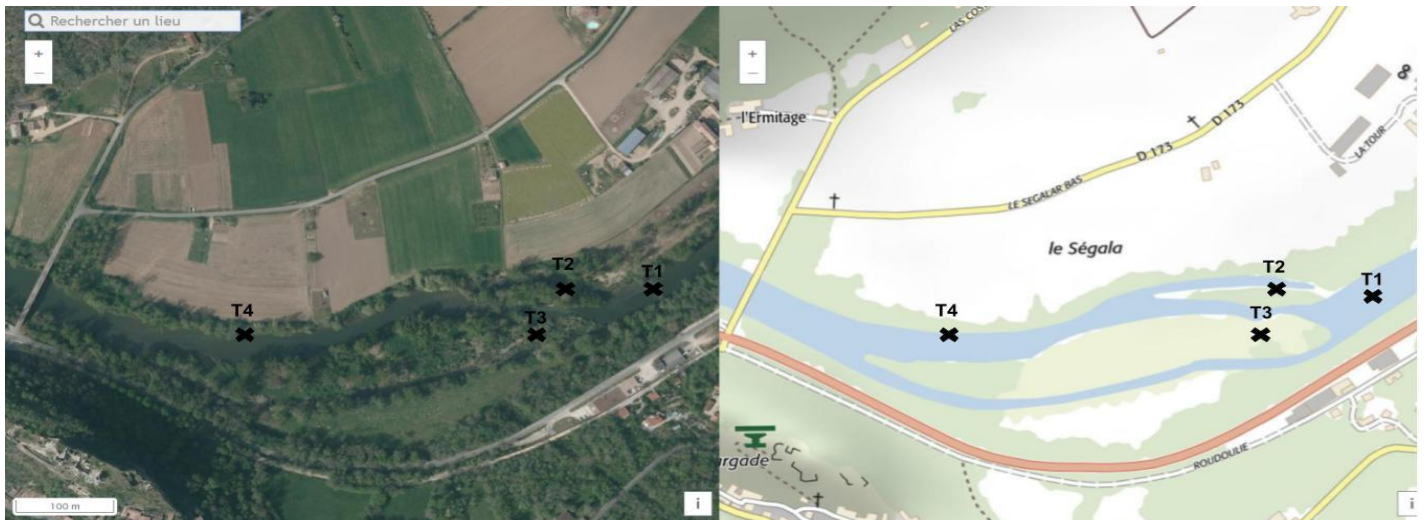 Rechercher un lieu
+
−
T2
T1
T4
T3
100 m
i
+
−
LAS COS
l'Ermitage
D 173
D 173
LA TOUR
LE SEGALAR BAS
le Ségala
T2
T1
T4
T3
urgade
ROUDOULIE
i